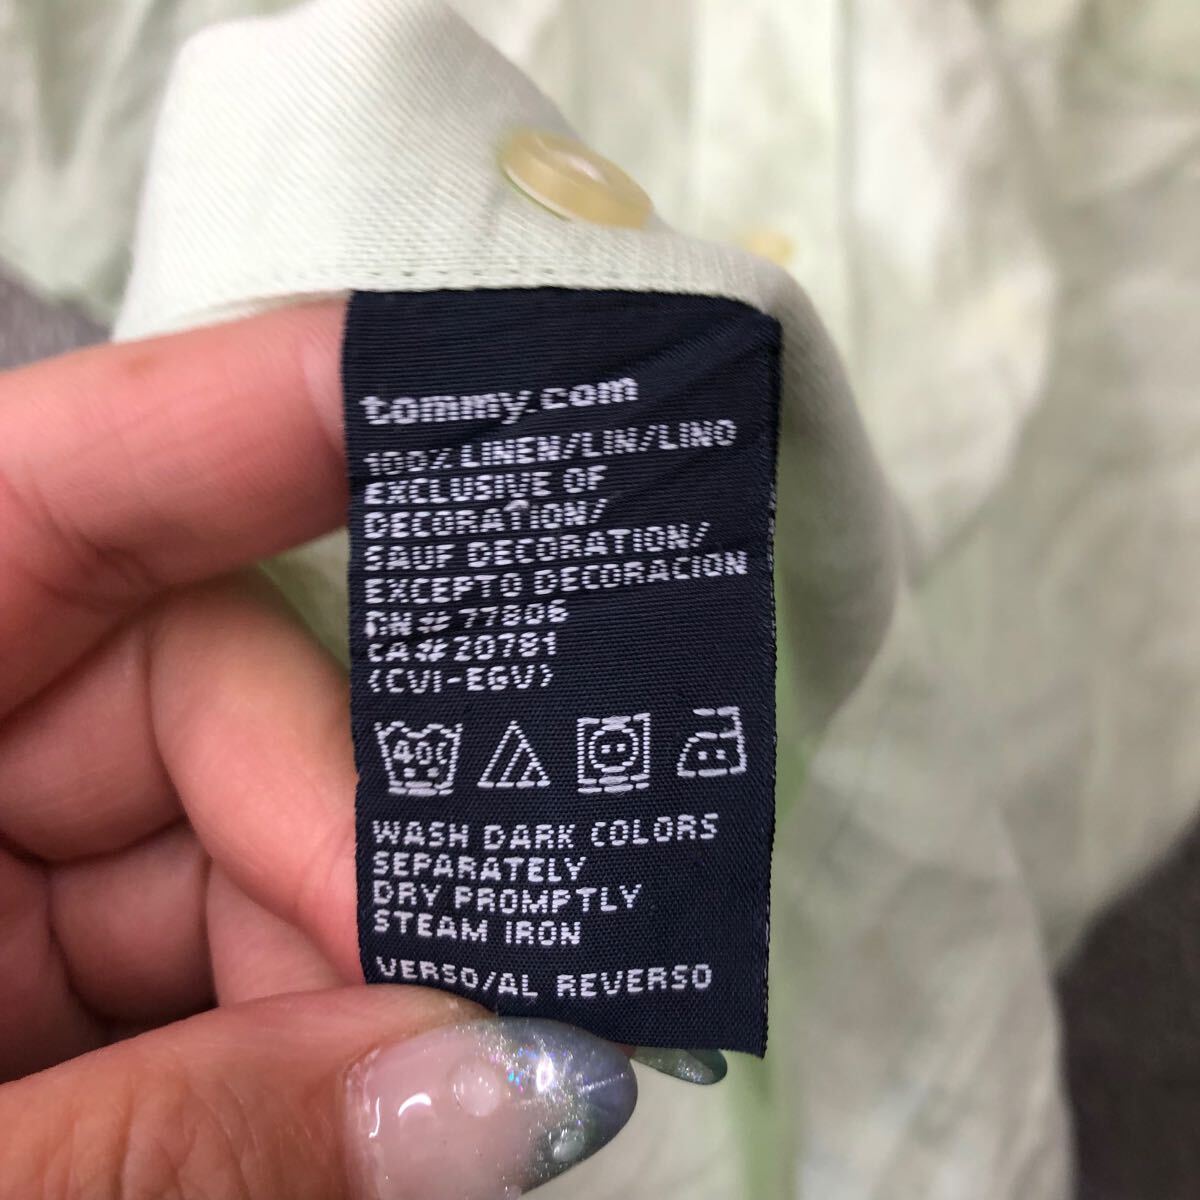 tommy.com
100% LINEN/LIN/LINO
EXCLUSIVE OF
DECORATION/
SAUF DECORATION/
EXCEPTO DECORACION
RN# 77806
CA# 20781
(CVI-EGV)
40C
WASH DARK COLORS
SEPARATELY
DRY PROMPTLY
STEAM IRON
VERSO/AL REVERSO